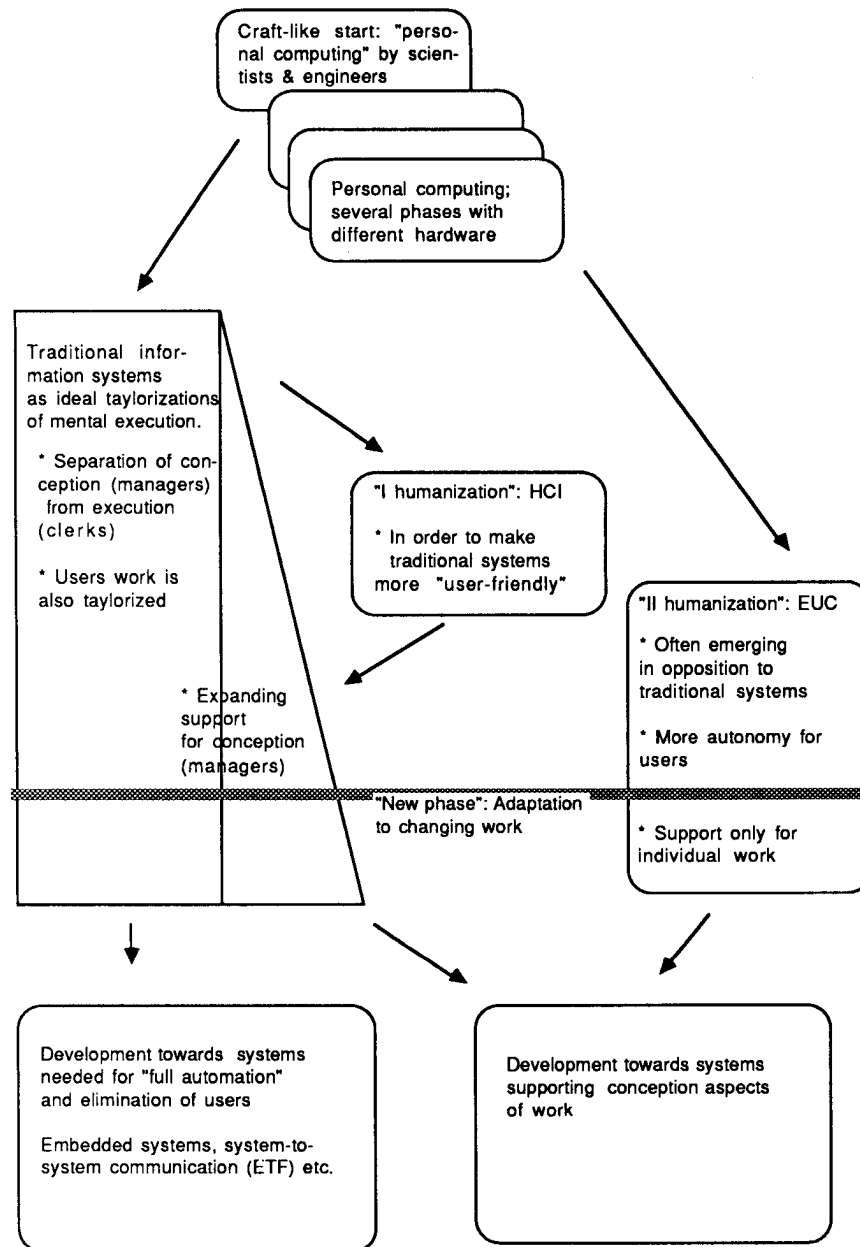 Craft-like start: "perso-
nal computing" by scien-
tists & engineers
Personal computing;
several phases with
different hardware
Traditional infor-
mation systems
as ideal taylorizations
of mental execution.
* Separation of con-
ception (managers)
from execution
(clerks)
* Users work is
also taylorized
"I humanization": HCI
* In order to make
traditional systems
more "user-friendly"
"II humanization": EUC
* Often emerging
in opposition to
traditional systems
* More autonomy for
users
* Expanding
support
for conception
(managers)
"New phase": Adaptation
to changing work
* Support only for
individual work
Development towards systems
needed for "full automation"
and elimination of users
Embedded systems, system-to-
system communication (ETF) etc.
Development towards systems
supporting conception aspects
of work